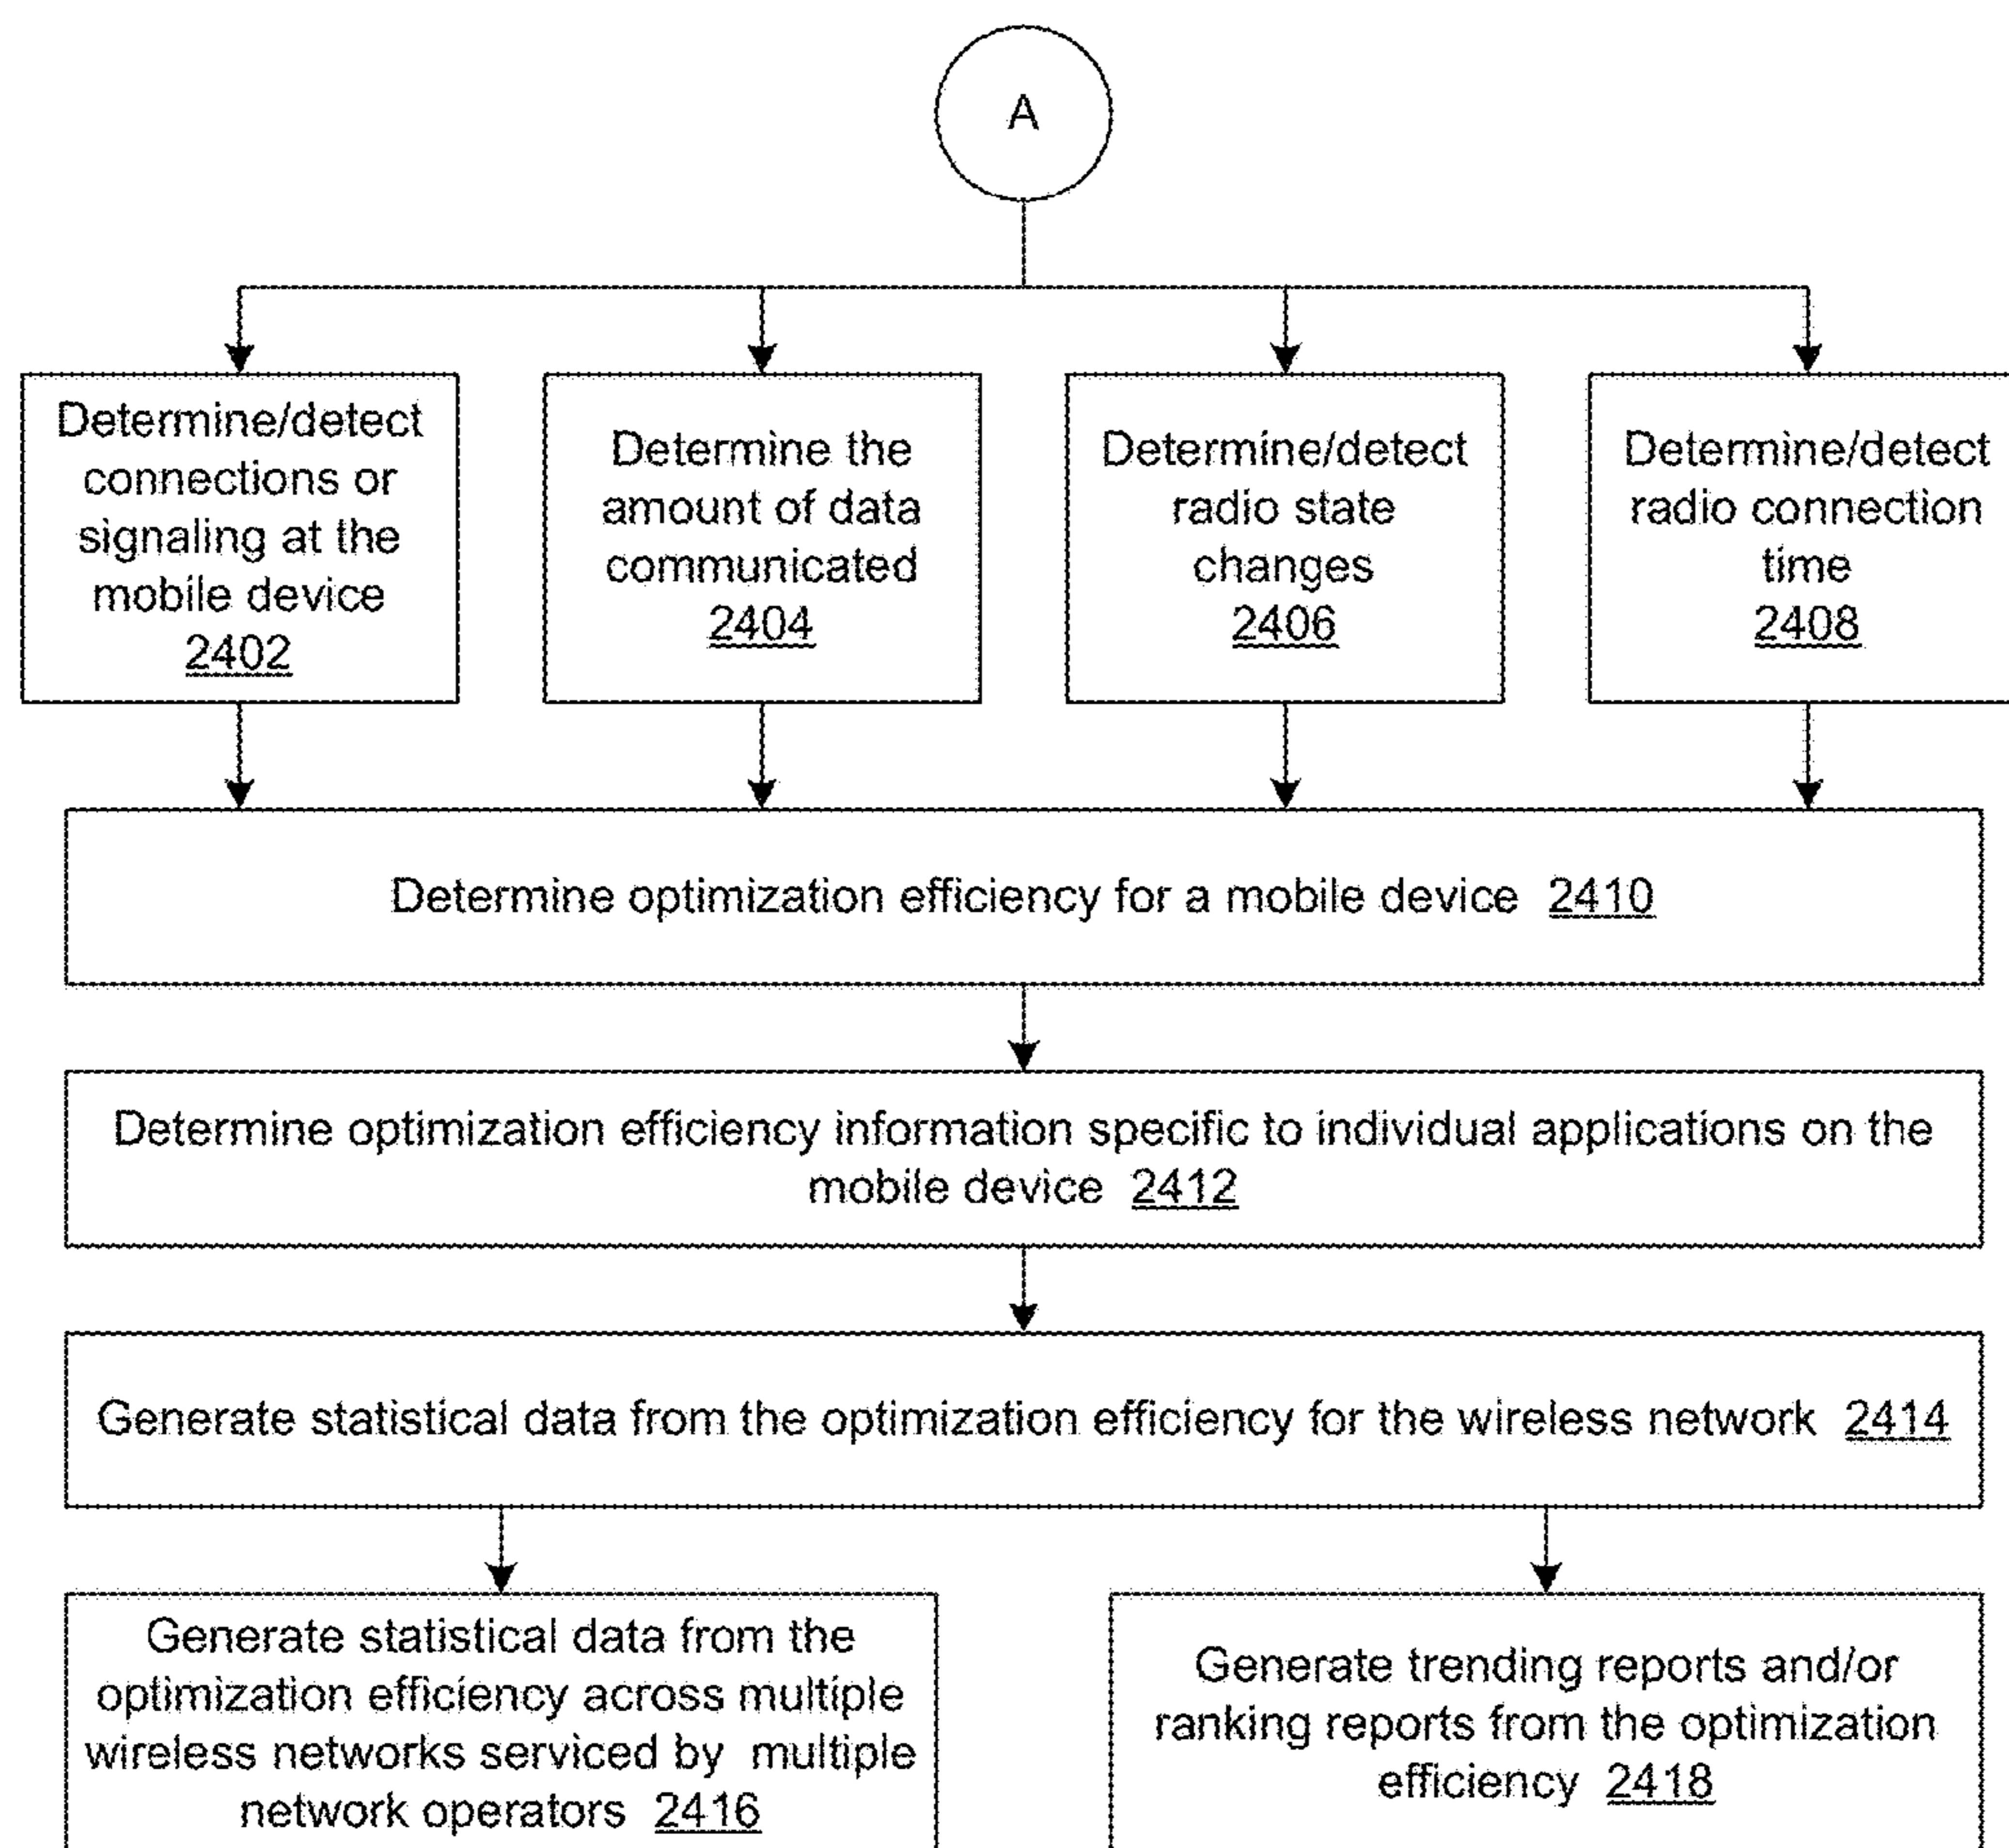 A
Determine/detect
connections or
signaling at the
mobile device
2402
Determine the
amount of data
communicated
2404
Determine/detect
radio state
changes
2406
Determine/detect
radio connection
time
2408
Determine optimization efficiency for a mobile device 2410
Determine optimization efficiency information specific to individual applications on the
mobile device 2412
Generate statistical data from the optimization efficiency for the wireless network 2414
Generate statistical data from the
optimization efficiency across multiple
wireless networks serviced by multiple
network operators 2416
Generate trending reports and/or
ranking reports from the optimization
efficiency 2418